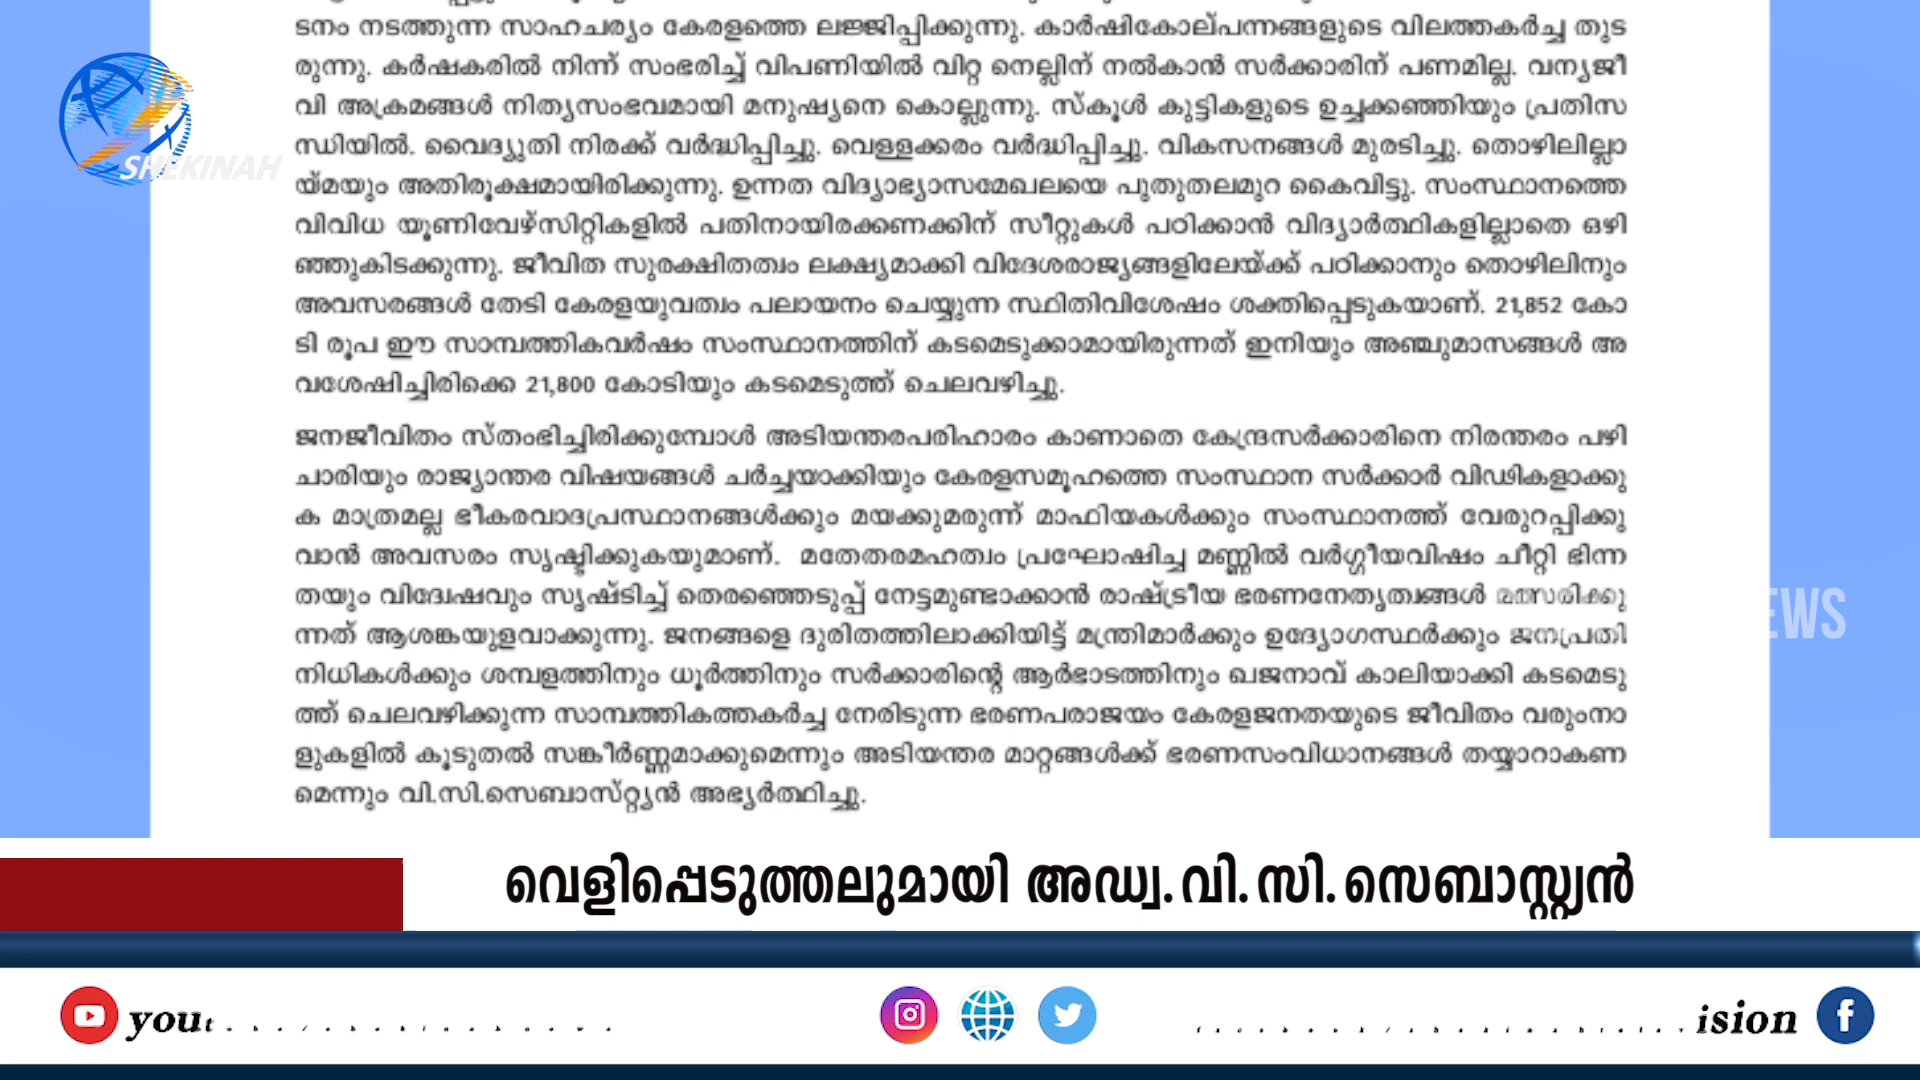 ടനം നടത്തുന്ന സാഹചര്യം കേരളത്തെ ലജ്ജിപ്പിക്കുന്നു. കാർഷികോല്പന്നങ്ങളുടെ വിലത്തകർച്ച തുട
രുന്നു. കർഷകരിൽ നിന്ന് സംഭരിച്ച് വിപണിയിൽ വിറ്റ നെല്ലിന് നൽകാൻ സർക്കാരിന് പണമില്ല. വന്യജീ
വി അക്രമങ്ങൾ നിത്യസംഭവമായി മനുഷ്യനെ കൊല്ലുന്നു. സ്കൂൾ കുട്ടികളുടെ ഉച്ചക്കഞ്ഞിയും പ്രതിസ
ന്ധിയിൽ. വൈദ്യുതി നിരക്ക് വർദ്ധിപ്പിച്ചു. വെള്ളക്കരം വർദ്ധിപ്പിച്ചു. വികസനങ്ങൾ മുരടിച്ചു. തൊഴിലില്ലാ
SHEKINAH
യ്മയും അതിരൂക്ഷമായിരിക്കുന്നു. ഉന്നത വിദ്യാഭ്യാസമേഖലയെ പുതുതലമുറ കൈവിട്ടു. സംസ്ഥാനത്തെ
വിവിധ യൂണിവേഴ്സിറ്റികളിൽ പതിനായിരക്കണക്കിന് സീറ്റുകൾ പഠിക്കാൻ വിദ്യാർത്ഥികളില്ലാതെ ഒഴി
ഞ്ഞുകിടക്കുന്നു. ജീവിത സുരക്ഷിതത്വം ലക്ഷ്യമാക്കി വിദേശരാജ്യങ്ങളിലേയ്ക്ക് പഠിക്കാനും തൊഴിലിനും
അവസരങ്ങൾ തേടി കേരളയുവത്വം പലായനം ചെയ്യുന്ന സ്ഥിതിവിശേഷം ശക്തിപ്പെടുകയാണ്. 21,852 കോ
ടി രൂപ ഈ സാമ്പത്തികവർഷം സംസ്ഥാനത്തിന് കടമെടുക്കാമായിരുന്നത് ഇനിയും അഞ്ചുമാസങ്ങൾ അ
വശേഷിച്ചിരിക്കെ 21,800 കോടിയും കടമെടുത്ത് ചെലവഴിച്ചു.
ജനജീവിതം സ്തംഭിച്ചിരിക്കുമ്പോൾ അടിയന്തരപരിഹാരം കാണാതെ കേന്ദ്രസർക്കാരിനെ നിരന്തരം പഴി
ചാരിയും രാജ്യാന്തര വിഷയങ്ങൾ ചർച്ചയാക്കിയും കേരളസമൂഹത്തെ സംസ്ഥാന സർക്കാർ വിഢികളാക്കു
ക മാത്രമല്ല ഭീകരവാദപ്രസ്ഥാനങ്ങൾക്കും മയക്കുമരുന്ന് മാഫിയകൾക്കും സംസ്ഥാനത്ത് വേരുറപ്പിക്കു
വാൻ അവസരം സൃഷ്ടിക്കുകയുമാണ്. മതേതരമഹത്വം പ്രഘോഷിച്ച മണ്ണിൽ വർഗ്ഗീയവിഷം ചീറ്റി ഭിന്ന
തയും വിദ്വേഷവും സൃഷ്ടിച്ച് തെരഞ്ഞെടുപ്പ് നേട്ടമുണ്ടാക്കാൻ രാഷ്ട്രീയ ഭരണനേതൃത്വങ്ങൾ മത്സരിക്കു
EWS
ന്നത് ആശങ്കയുളവാക്കുന്നു. ജനങ്ങളെ ദുരിതത്തിലാക്കിയിട്ട് മന്ത്രിമാർക്കും ഉദ്യോഗസ്ഥർക്കും ജനപ്രതി
നിധികൾക്കും ശമ്പളത്തിനും ധൂർത്തിനും സർക്കാരിന്റെ ആർഭാടത്തിനും ഖജനാവ് കാലിയാക്കി കടമെടു
ത്ത് ചെലവഴിക്കുന്ന സാമ്പത്തികത്തകർച്ച നേരിടുന്ന ഭരണപരാജയം കേരളജനതയുടെ ജീവിതം വരുംനാ
ളുകളിൽ കൂടുതൽ സങ്കീർണ്ണമാക്കുമെന്നും അടിയന്തര മാറ്റങ്ങൾക്ക് ഭരണസംവിധാനങ്ങൾ തയ്യാറാകണ
മെന്നും വി.സി.സെബാസ്റ്റ്യൻ അഭ്യർത്ഥിച്ചു.
വെളിപ്പെടുത്തലുമായി അഡ്വ.വി.സി.സെബാസ്റ്റ്യൻ
yout
ision